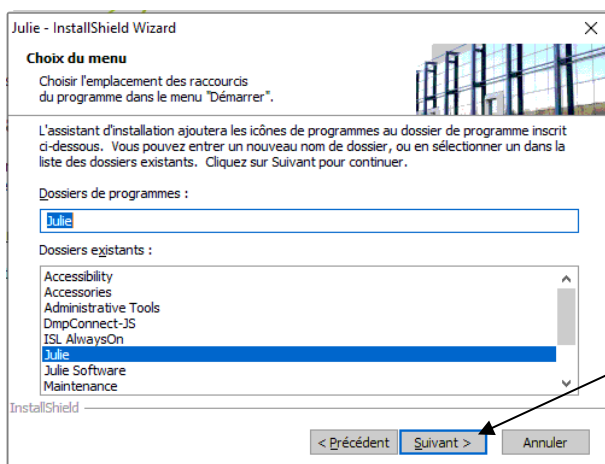 Julie - InstallShield Wizard
Choix du menu
Choisir l'emplacement des raccourcis
du programme dans le menu "Démarrer".
L'assistant d'installation ajoutera les icônes de programmes au dossier de programme inscrit
ci-dessous. Vous pouvez entrer un nouveau nom de dossier, ou en sélectionner un dans la
liste des dossiers existants. Cliquez sur Suivant pour continuer.
Dossiers de programmes :
Julie
Dossiers existants :
Accessibility
Accessories
Administrative Tools
DmpConnect-JS
ISL AlwaysOn
Julie
Julie Software
Maintenance
InstallShield
< Précédent Suivant > Annuler